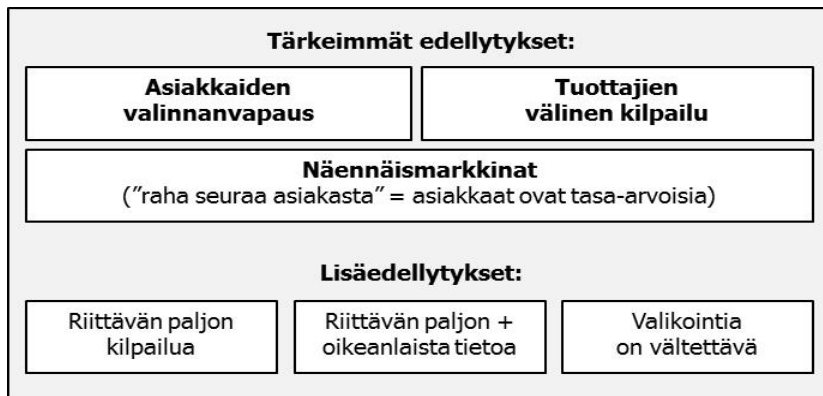 Tärkeimmät edellytykset:
Asiakkaiden
valinnanvapaus
Tuottajien
välinen kilpailu
Näennäismarkkinat
(”raha seuraa asiakasta” = asiakkaat ovat tasa-arvoisia)
Lisäedellytykset:
Riittävän paljon
kilpailua
Riittävän paljon +
oikeanlaista tietoa
Valikointia
on vältettävä